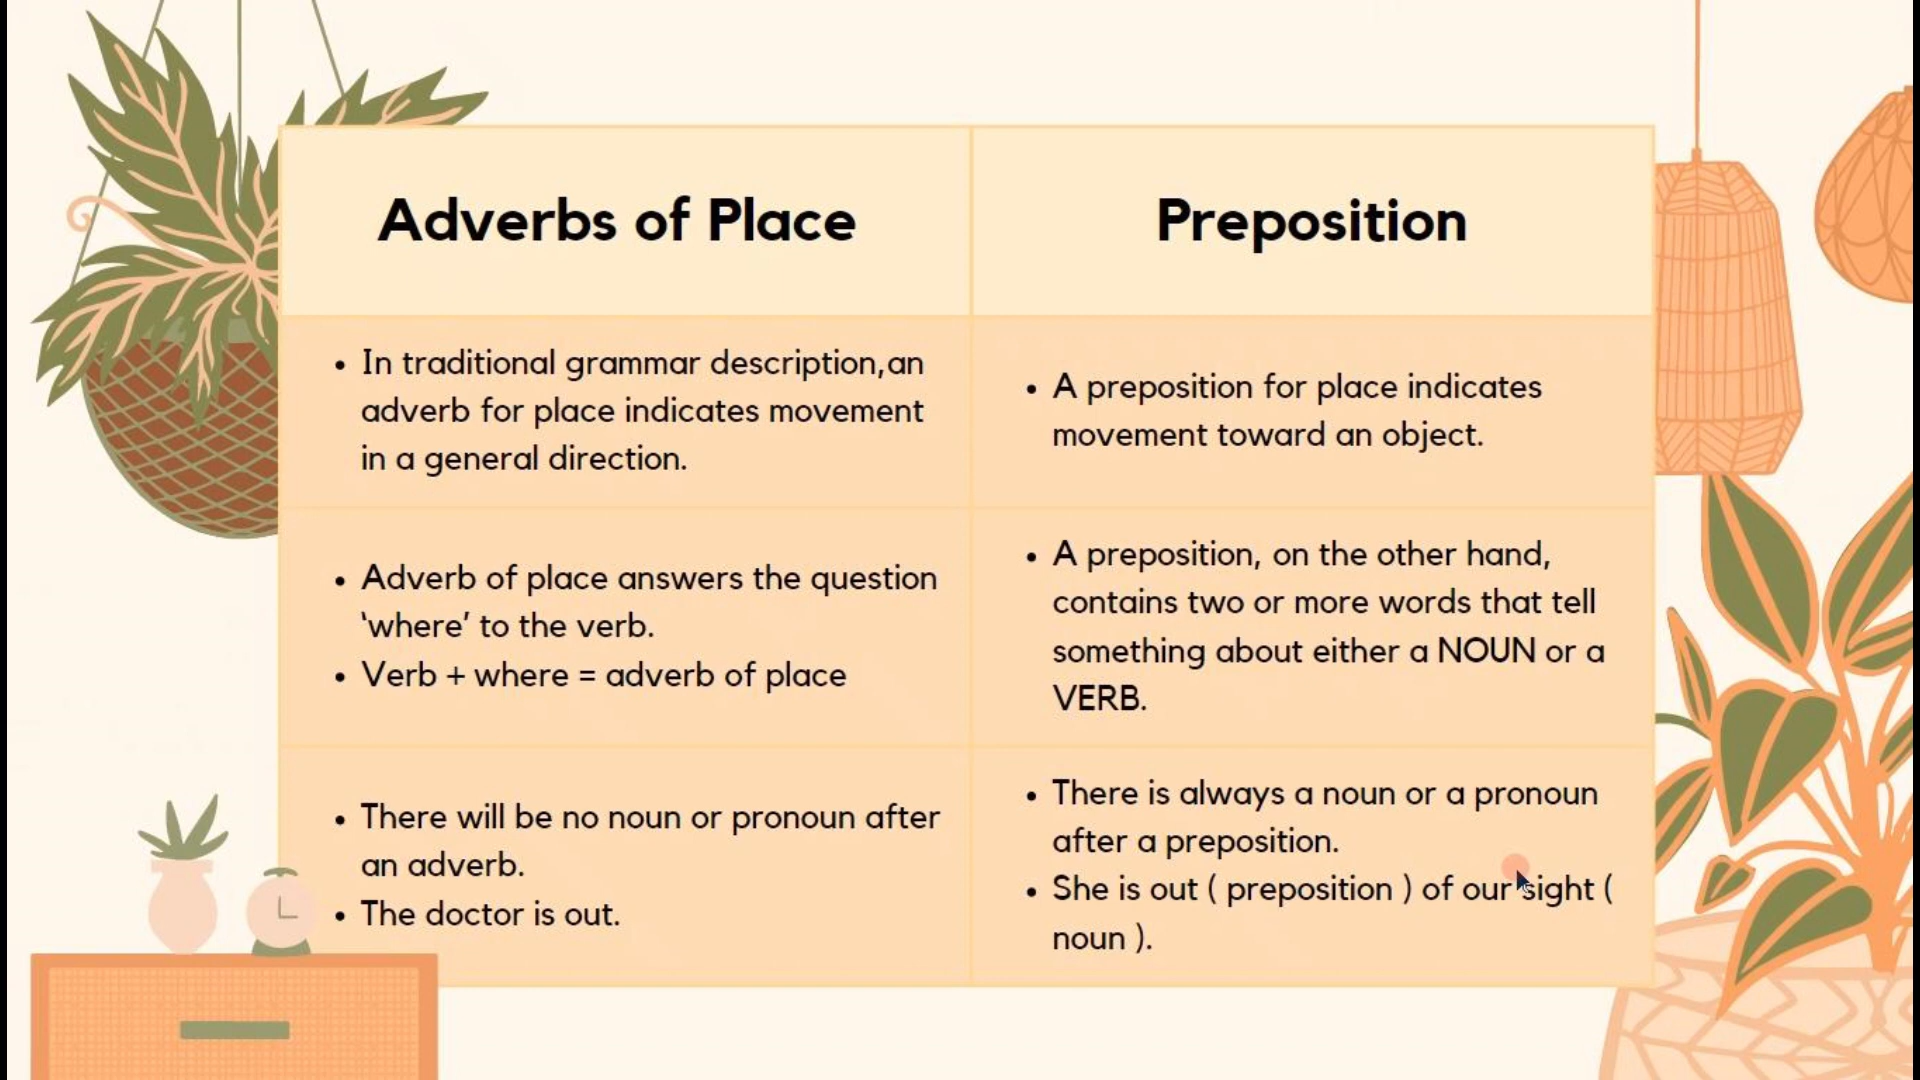 Adverbs of Place
Preposition
• In traditional grammar description,an
adverb for place indicates movement
in a general direction.
• A preposition for place indicates
movement toward an object.
• Adverb of place answers the question
‘where’ to the verb.
• Verb + where = adverb of place
• A preposition, on the other hand,
contains two or more words that tell
something about either a NOUN or a
VERB.
• There will be no noun or pronoun after
an adverb.
• The doctor is out.
• There is always a noun or a pronoun
after a preposition.
• She is out ( preposition ) of our sight (
noun ).